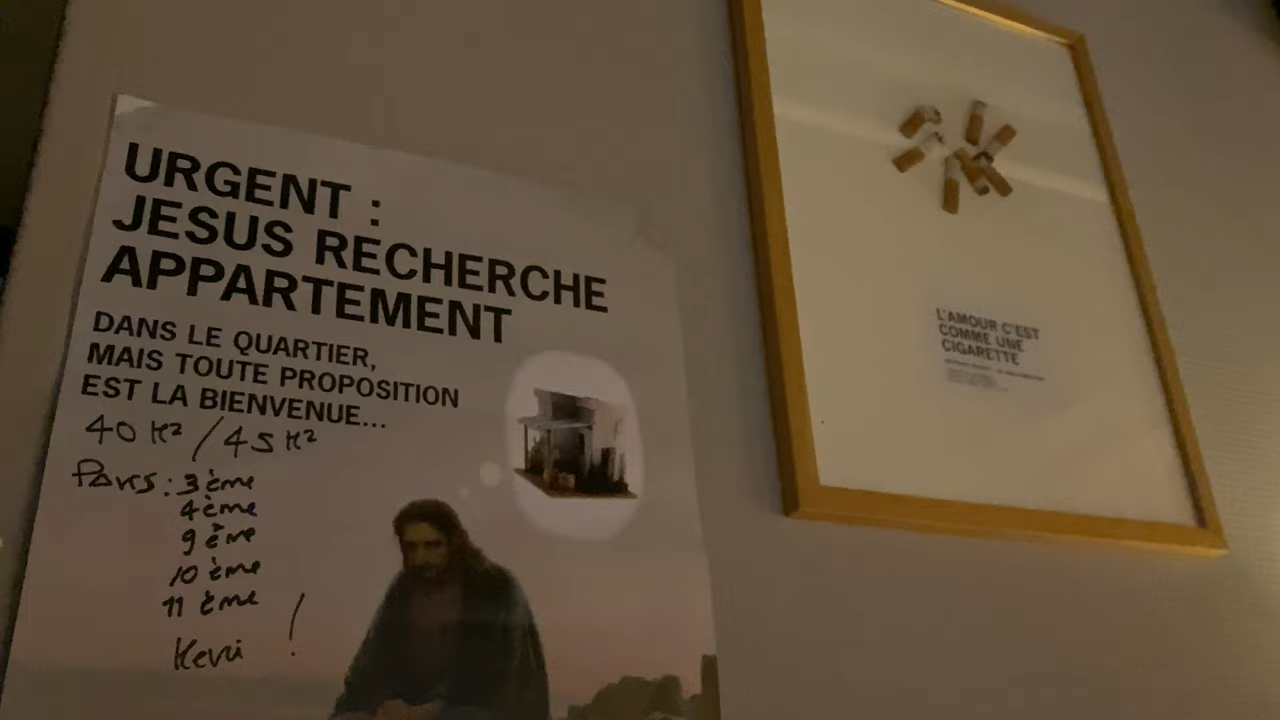 URGENT :
JESUS RECHERCHE
APPARTEMENT
DANS LE QUARTIER,
MAIS TOUTE PROPOSITION
EST LA BIENVENUE...
40 M² / 45 M²
Paris : 3ème
4ème
9ème
10ème
11ème !
L'AMOUR C'EST
COMME UNE
CIGARETTE